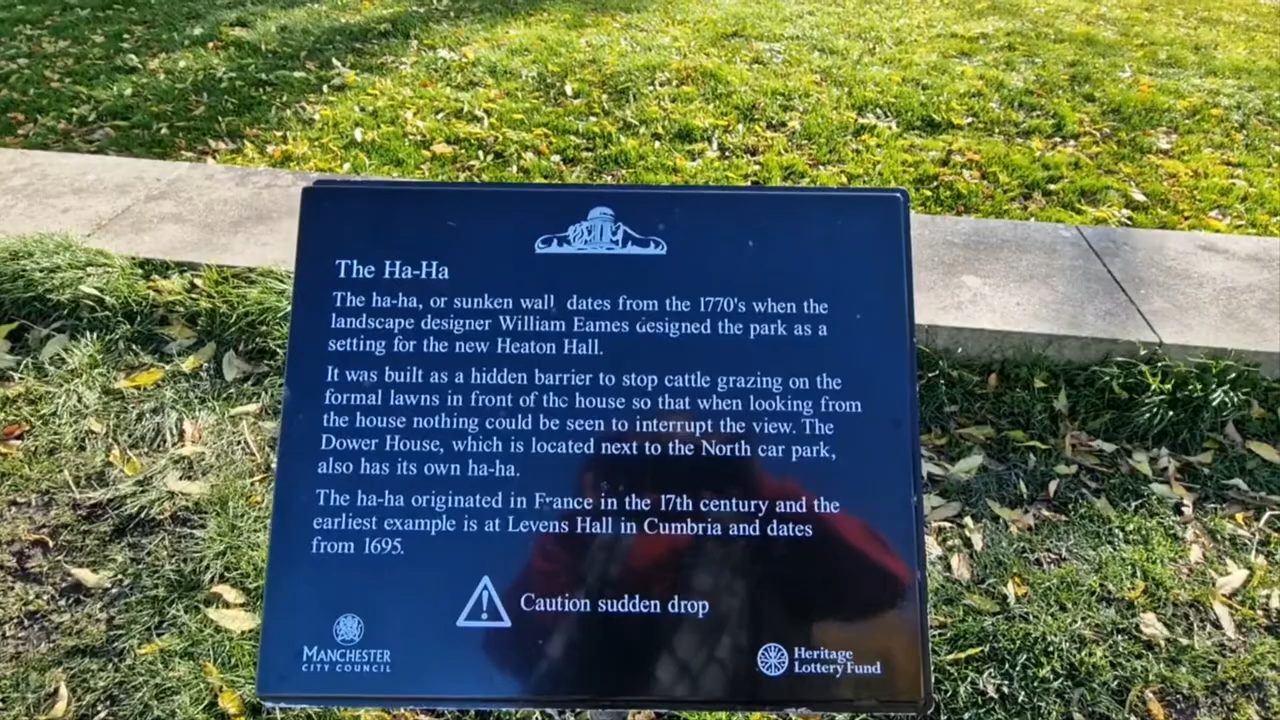 The Ha-Ha
The ha-ha, or sunken wall dates from the 1770's when the
landscape designer William Eames designed the park as a
setting for the new Heaton Hall.
It was built as a hidden barrier to stop cattle grazing on the
formal lawns in front of the house so that when looking from
the house nothing could be seen to interrupt the view. The
Dower House, which is located next to the North car park,
also has its own ha-ha.
The ha-ha originated in France in the 17th century and the
earliest example is at Levens Hall in Cumbria and dates
from 1695.
Caution sudden drop
MANCHESTER
CITY COUNCIL
Heritage
Lottery Fund